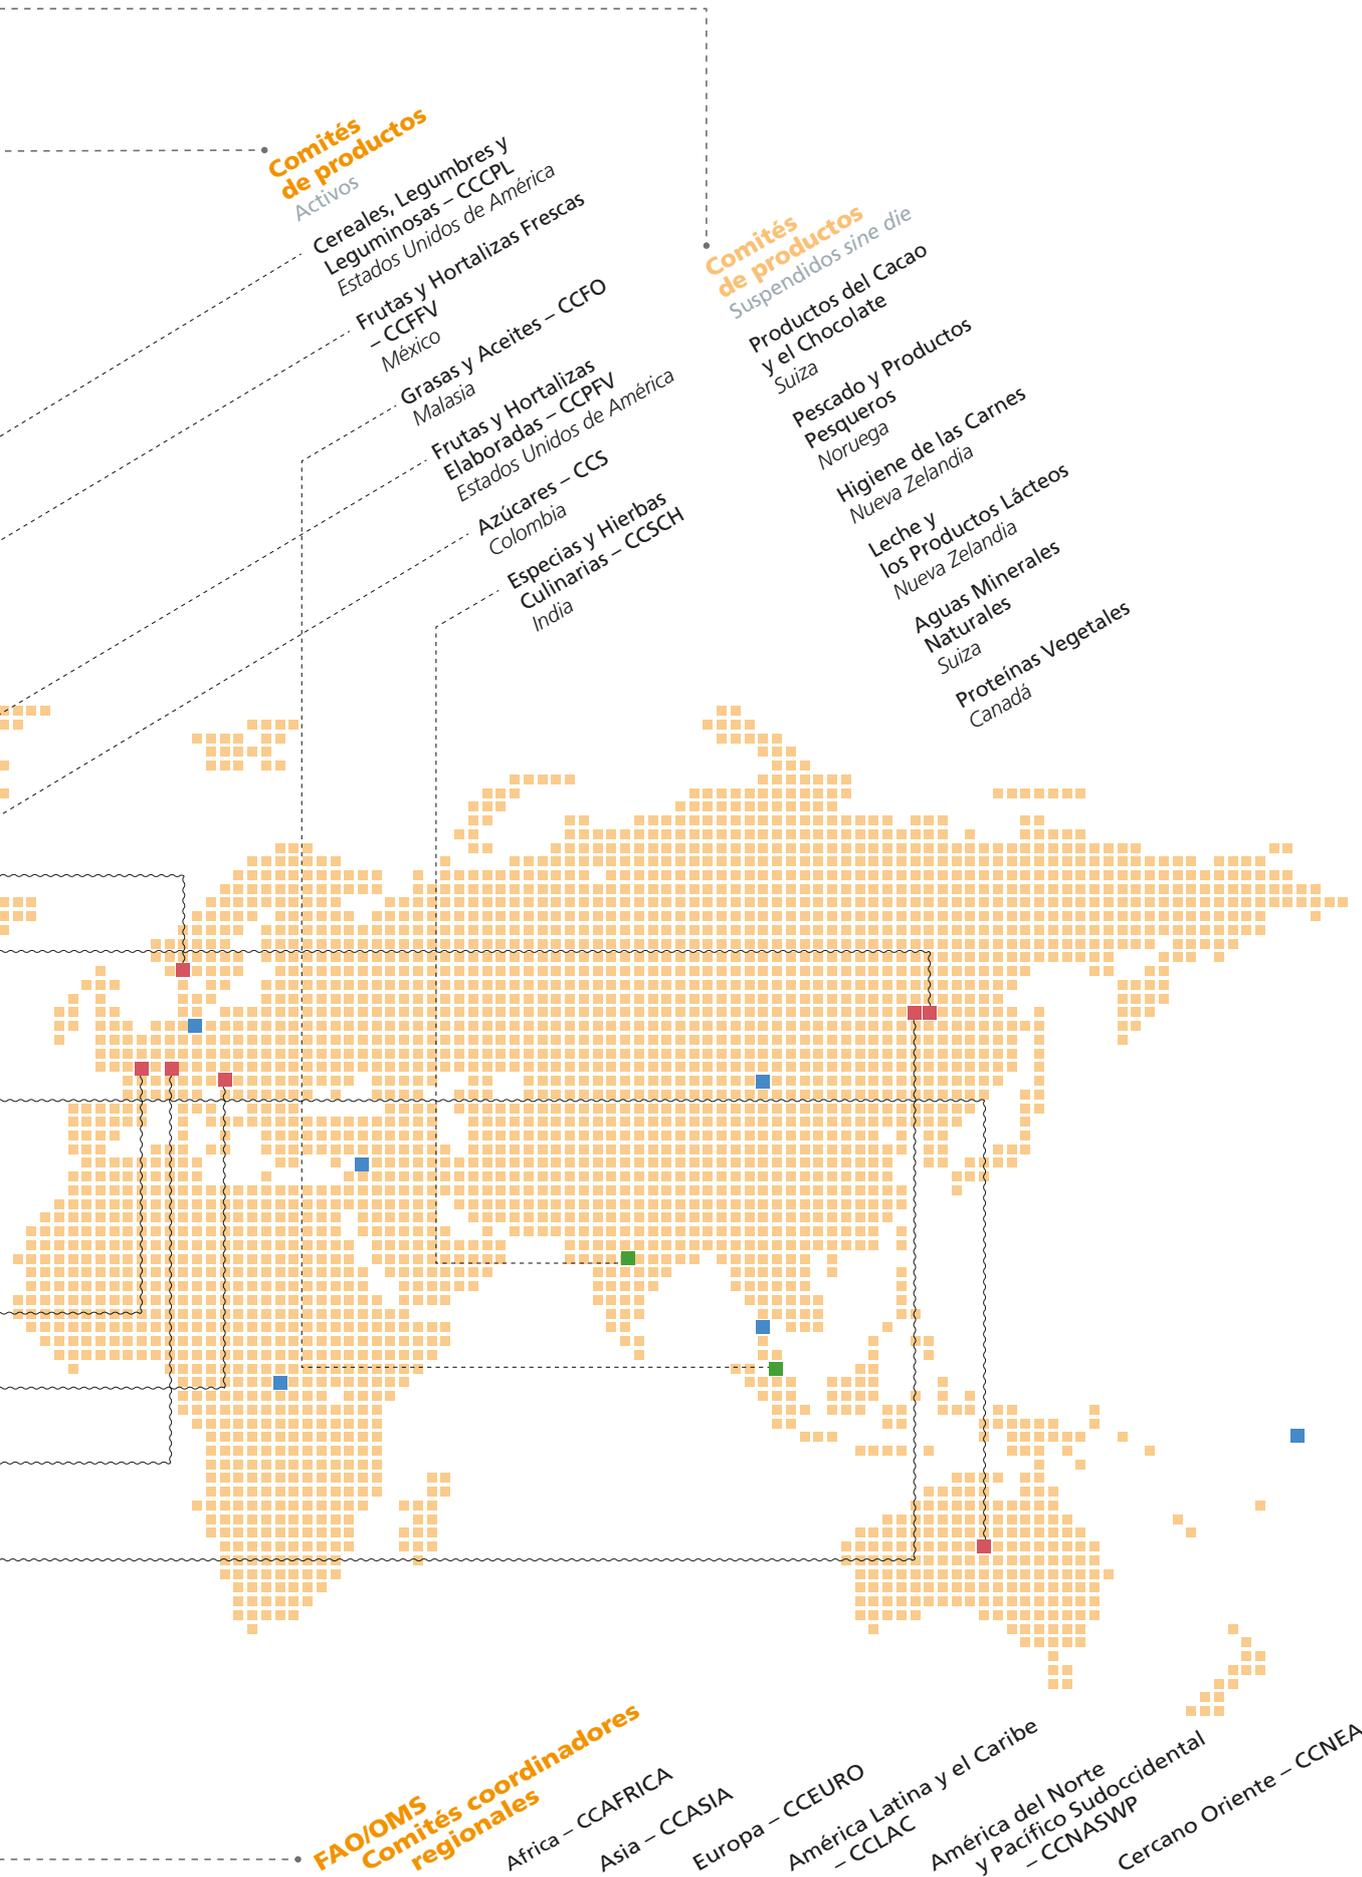 Comités
de productos
Activos
Cereales, Legumbres y
Leguminosas – CCCPL
Estados Unidos de América
Frutas y Hortalizas Frescas
– CCFFV
México
Grasas y Aceites – CCFO
Malasia
Frutas y Hortalizas
Elaboradas – CCPFV
Estados Unidos de América
Azúcares – CCS
Colombia
Especias y Hierbas
Culinarias – CCSCH
India
Comités
de productos
Suspendidos sine die
Productos del Cacao
y el Chocolate
Suiza
Pescado y Productos
Pesqueros
Noruega
Higiene de las Carnes
Nueva Zelandia
Leche y
los Productos Lácteos
Nueva Zelandia
Aguas Minerales
Naturales
Suiza
Proteínas Vegetales
Canadá
FAO/OMS
Comités coordinadores
regionales
Africa – CCAFRICA
Asia – CCASIA
Europa – CCEURO
América Latina y el Caribe
– CCLAC
América del Norte
y Pacífico Sudoccidental
– CCNASWP
Cercano Oriente – CCNEA